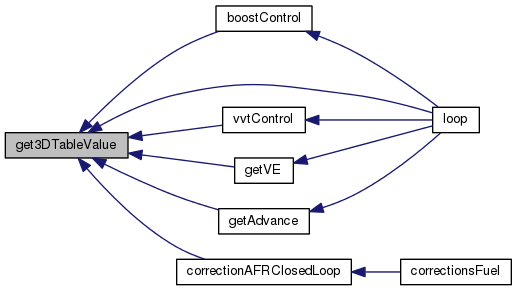 boostControl
vvtControl
loop
get3DTableValue
getVE
getAdvance
correctionAFRClosedLoop
correctionsFuel